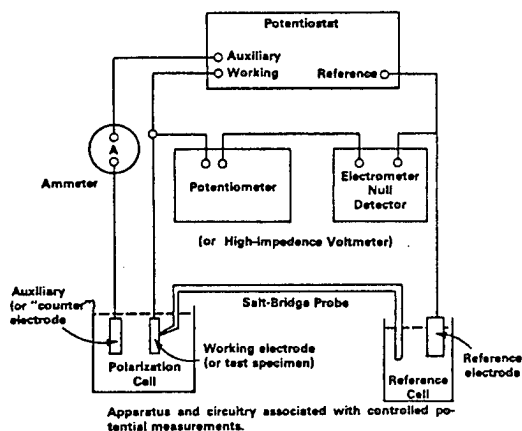 Potentiostat
Auxiliary
Working
Reference
A
Ammeter
Potentiometer
Electrometer
Null
Detector
(or High-impedence Voltmeter)
Auxiliary
(or "counter")
electrode
Salt-Bridge Probe
Working electrode
(or test specimen)
Polarization
Cell
Reference
electrode
Reference
Cell
Apparatus and circuitry associated with controlled po-
tential measurements.